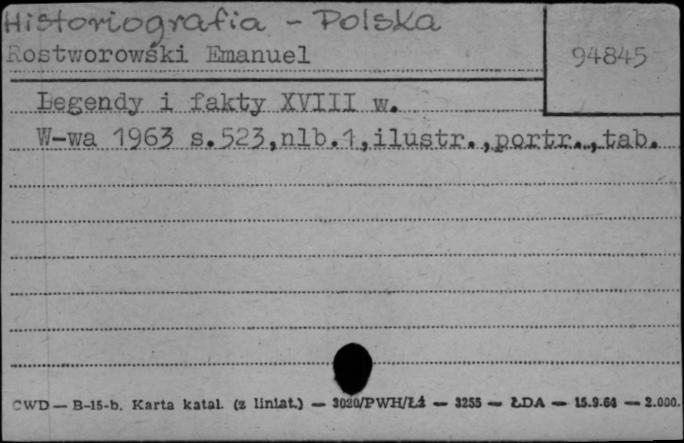 Historiografia - Polska
Rostworowski Emanuel
94845
Legendy i fakty XVIII w.
W-wa 1963 s.523,nlb.1,ilustr.,portr.,tab.
CWD — B-15-b. Karta katal. (z liniat.) — 3020/PWH/Łż — 3255 — ŁDA — 15.9.64 — 2.000.